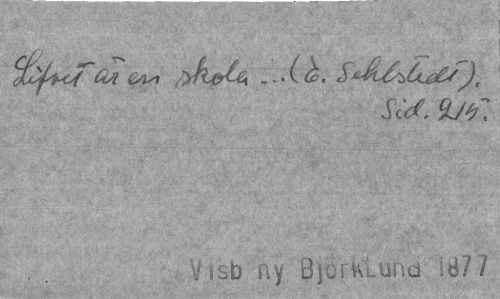 Lifvet är en skola ... (E. Sehlstedt).
Sid. 215.
Visb ny BjörkLund 1877